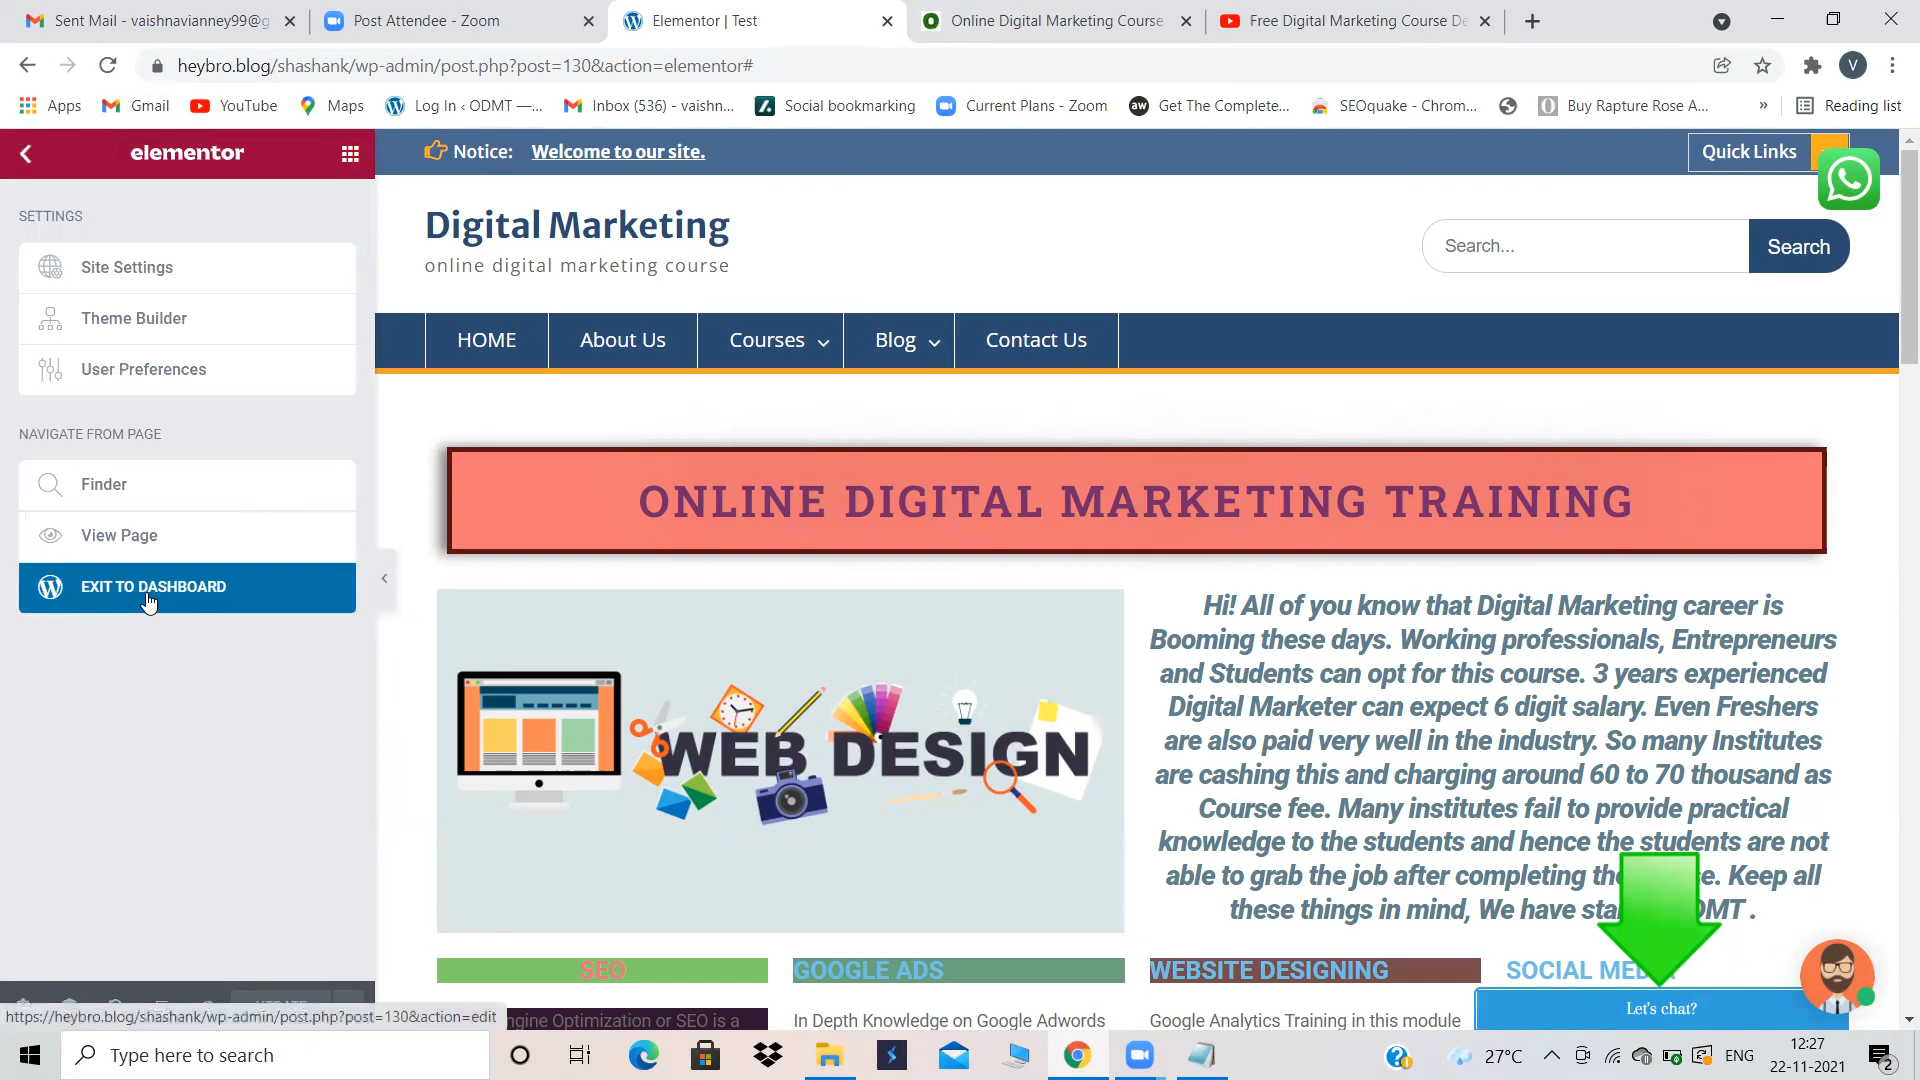 Sent Mail - vaishnavianney99@g
Post Attendee - Zoom
Elementor | Test
Online Digital Marketing Course
Free Digital Marketing Course De
heybro.blog/shashank/wp-admin/post.php?post=130&action=elementor#
V
Apps
Gmail
YouTube
Maps
Log In ‹ ODMT —...
Inbox (536) - vaishn...
Social bookmarking
Current Plans - Zoom
aw
Get The Complete...
SEOquake - Chrom...
Buy Rapture Rose A...
»
Reading list
elementor
Notice: Welcome to our site.
Quick Links
SETTINGS
Site Settings
Theme Builder
User Preferences
NAVIGATE FROM PAGE
Finder
View Page
EXIT TO DASHBOARD
Digital Marketing
online digital marketing course
Search...
Search
HOME
About Us
Courses
Blog
Contact Us
ONLINE DIGITAL MARKETING TRAINING
WEB DESIGN
Hi! All of you know that Digital Marketing career is
Booming these days. Working professionals, Entrepreneurs
and Students can opt for this course. 3 years experienced
Digital Marketer can expect 6 digit salary. Even Freshers
are also paid very well in the industry. So many Institutes
are cashing this and charging around 60 to 70 thousand as
Course fee. Many institutes fail to provide practical
knowledge to the students and hence the students are not
able to grab the job after completing the      e. Keep all
these things in mind, We have sta      DMT .
SEO
GOOGLE ADS
WEBSITE DESIGNING
SOCIAL MEDIA
ngine Optimization or SEO is a
In Depth Knowledge on Google Adwords
Google Analytics Training in this module
Let's chat?
https://heybro.blog/shashank/wp-admin/post.php?post=130&action=edit
Type here to search
27°C
ENG
12:27
22-11-2021
2